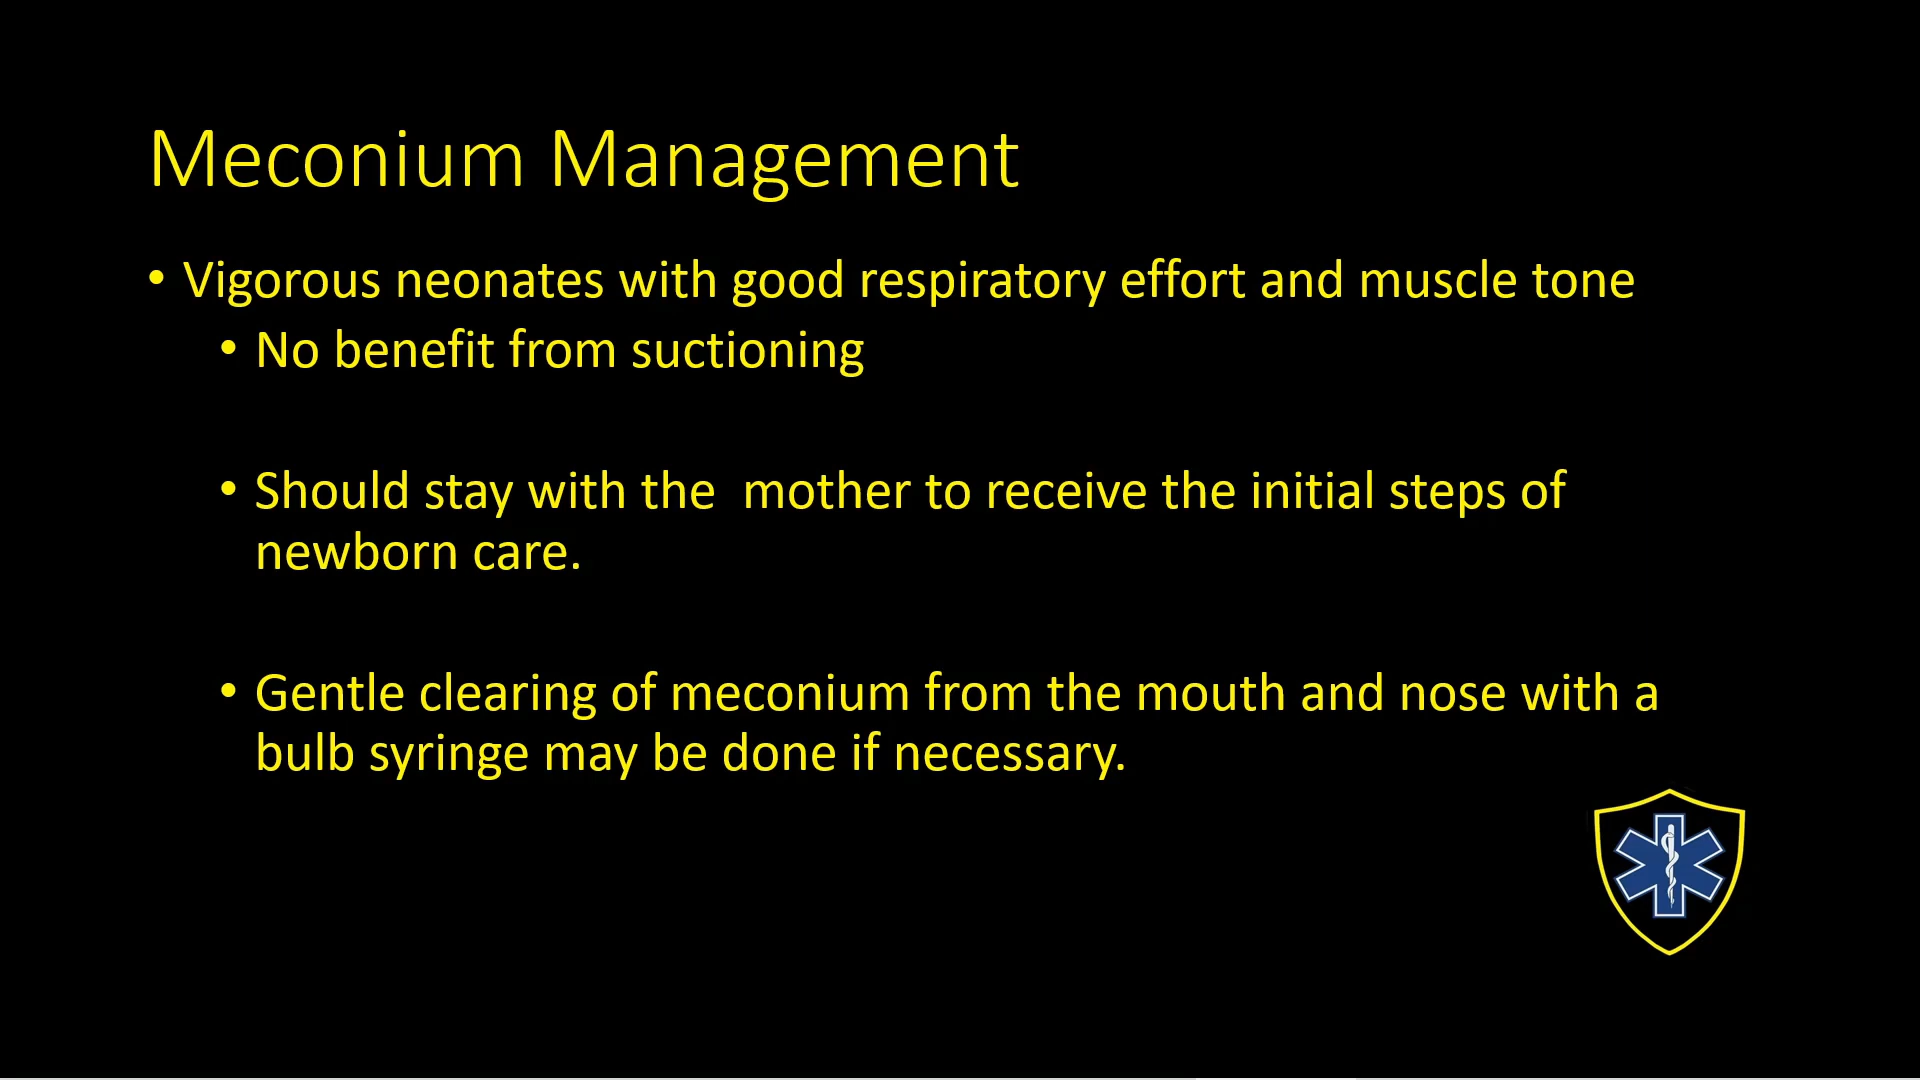 Meconium Management
• Vigorous neonates with good respiratory effort and muscle tone
• No benefit from suctioning
• Should stay with the  mother to receive the initial steps of
newborn care.
• Gentle clearing of meconium from the mouth and nose with a
bulb syringe may be done if necessary.